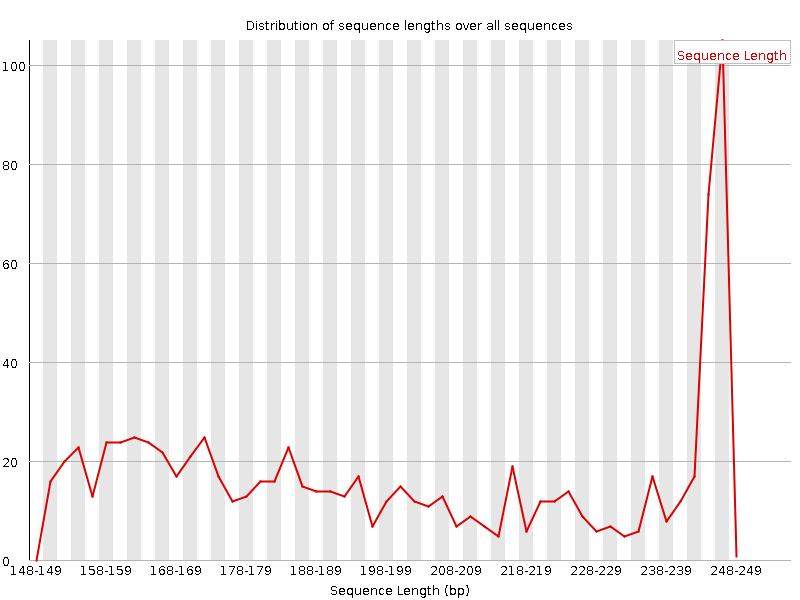 Distribution of sequence lengths over all sequences
Sequence Length
100
80
60
40
20
0
148-149 158-159 168-169 178-179 188-189 198-199 208-209 218-219 228-229 238-239 248-249
Sequence Length (bp)